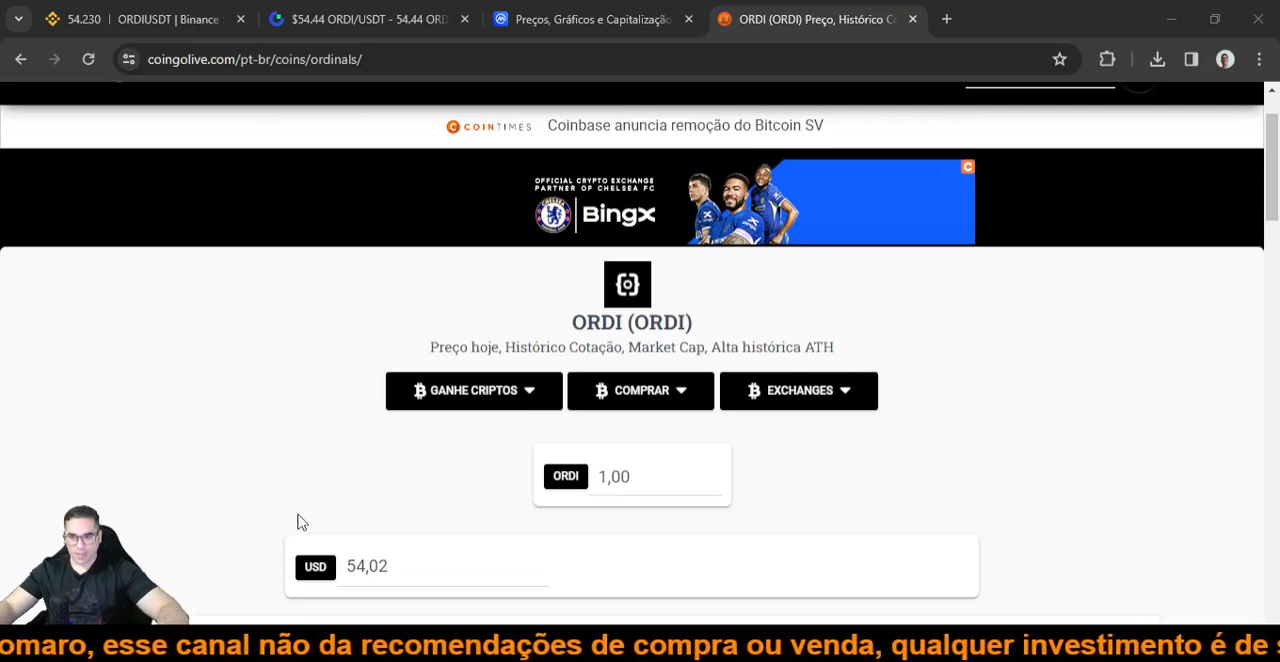 54.230 | ORDIUSDT | Binance
$54.44 ORDI/USDT - 54.44 ORD
Preços, Gráficos e Capitalização
ORDI (ORDI) Preço, Histórico C
coingolive.com/pt-br/coins/ordinals/
COINTIMES Coinbase anuncia remoção do Bitcoin SV
OFFICIAL CRYPTO EXCHANGE
PARTNER OF CHELSEA FC
BingX
ORDI (ORDI)
Preço hoje, Histórico Cotação, Market Cap, Alta histórica ATH
GANHE CRIPTOS
COMPRAR
EXCHANGES
ORDI 1,00
USD 54,02
omaro, esse canal não da recomendações de compra ou venda, qualquer investimento é de s